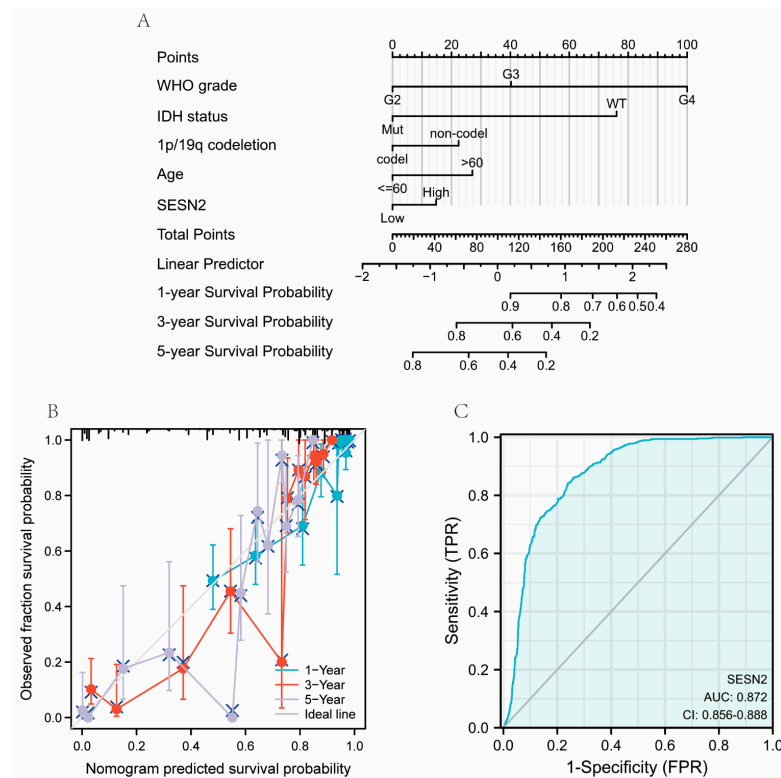 A
0 20 40 60 80 100
Points
G3
WHO grade
G2 G4
WT
IDH status
Mut
non-codel
1p/19q codeletion
codel
>60
Age
<=60
High
SESN2
Low
Total Points
0 40 80 120 160 200 240 280
Linear Predictor
−2 −1 0 1 2
1-year Survival Probability
0.9 0.8 0.7 0.6 0.5 0.4
3-year Survival Probability
0.8 0.6 0.4 0.2
5-year Survival Probability
0.8 0.6 0.4 0.2
B
1.0
0.8
0.6
0.4
0.2
0.0
Observed fraction survival probability
1−Year
3−Year
5−Year
Ideal line
0.0 0.2 0.4 0.6 0.8 1.0
Nomogram predicted survival probability
C
1.0
0.8
0.6
0.4
0.2
0.0
Sensitivity (TPR)
SESN2
AUC: 0.872
CI: 0.856-0.888
0.0 0.2 0.4 0.6 0.8 1.0
1-Specificity (FPR)